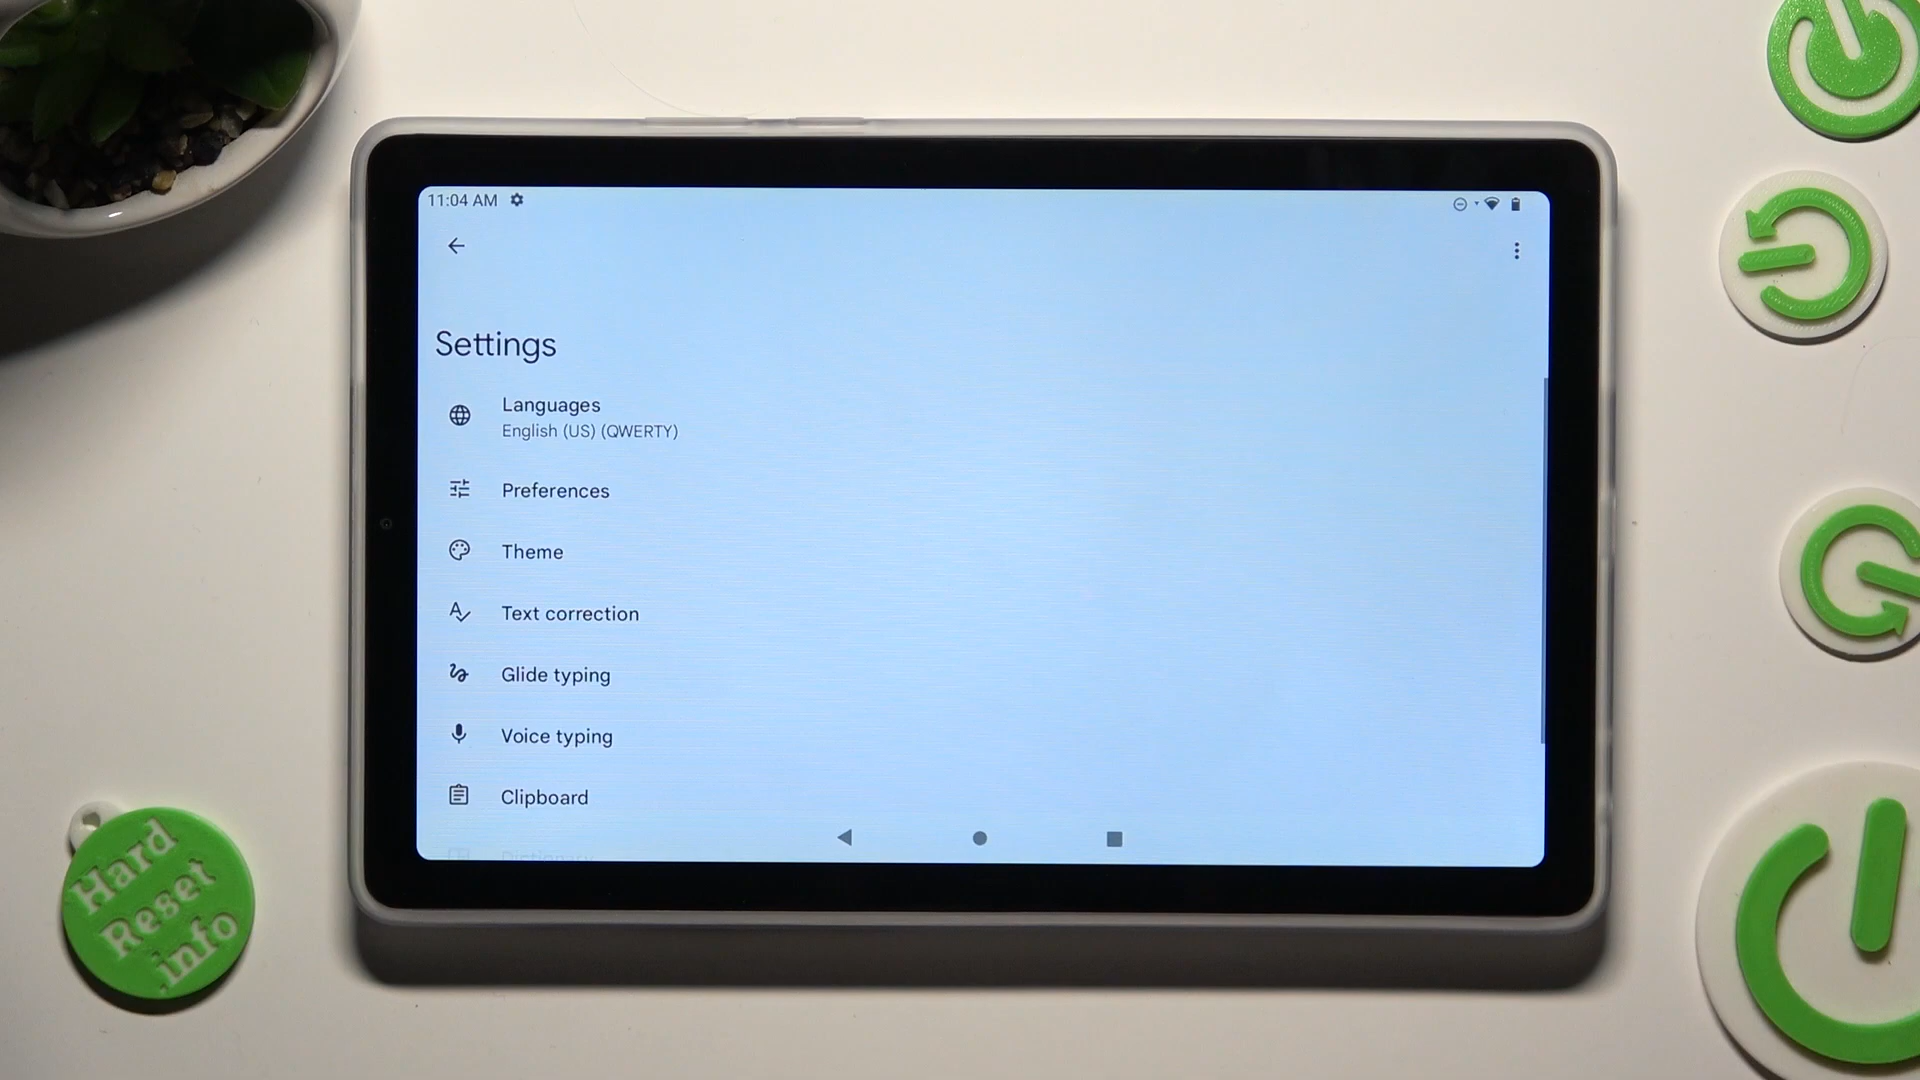 11:04 AM
Settings
Languages
English (US) (QWERTY)
Preferences
Theme
Text correction
Glide typing
Voice typing
Clipboard
Dictionary
Hard
Reset
.info